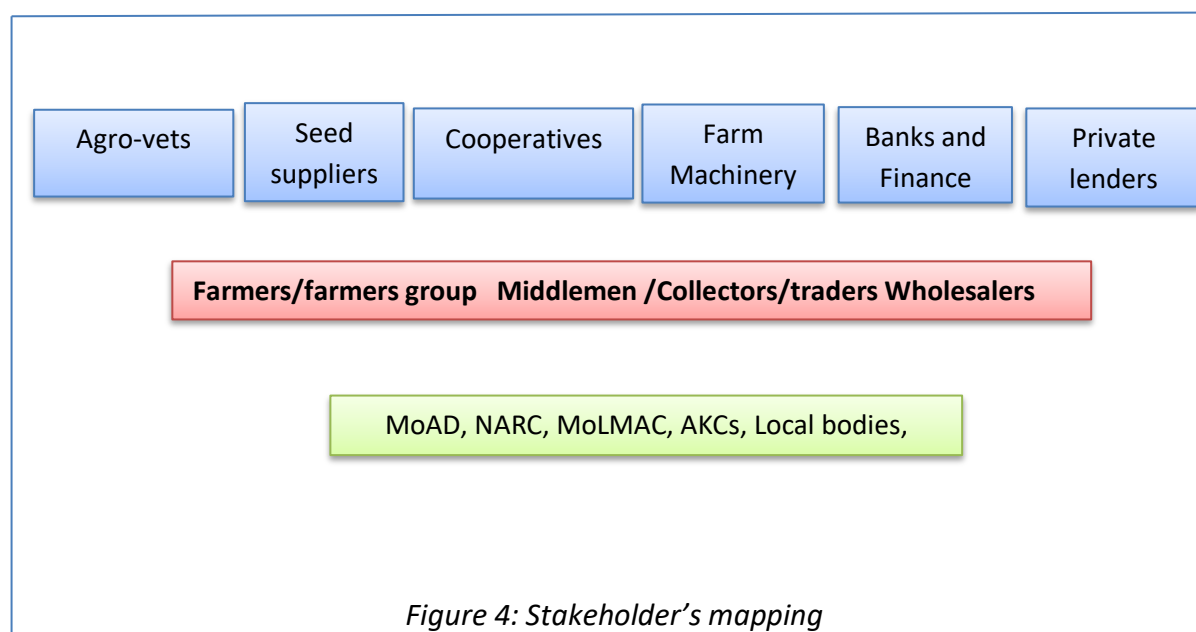 Agro-vets
Seed
suppliers
Cooperatives
Farm
Machinery
Banks and
Finance
Private
lenders
Farmers/farmers group   Middlemen /Collectors/traders Wholesalers
MoAD, NARC, MoLMAC, AKCs, Local bodies,
Figure 4: Stakeholder’s mapping